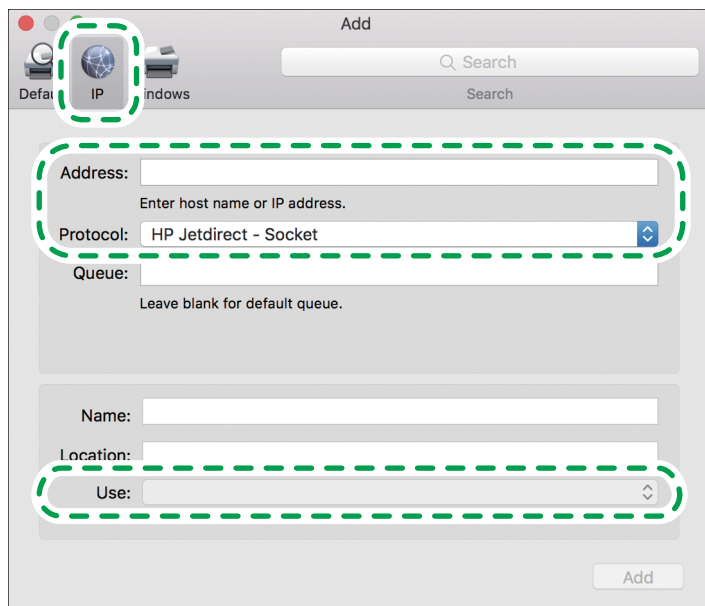 Add
Search
Defau IP indows
Search
Address:
Enter host name or IP address.
Protocol: HP Jetdirect - Socket
Queue:
Leave blank for default queue.
Name:
Location:
Use:
Add